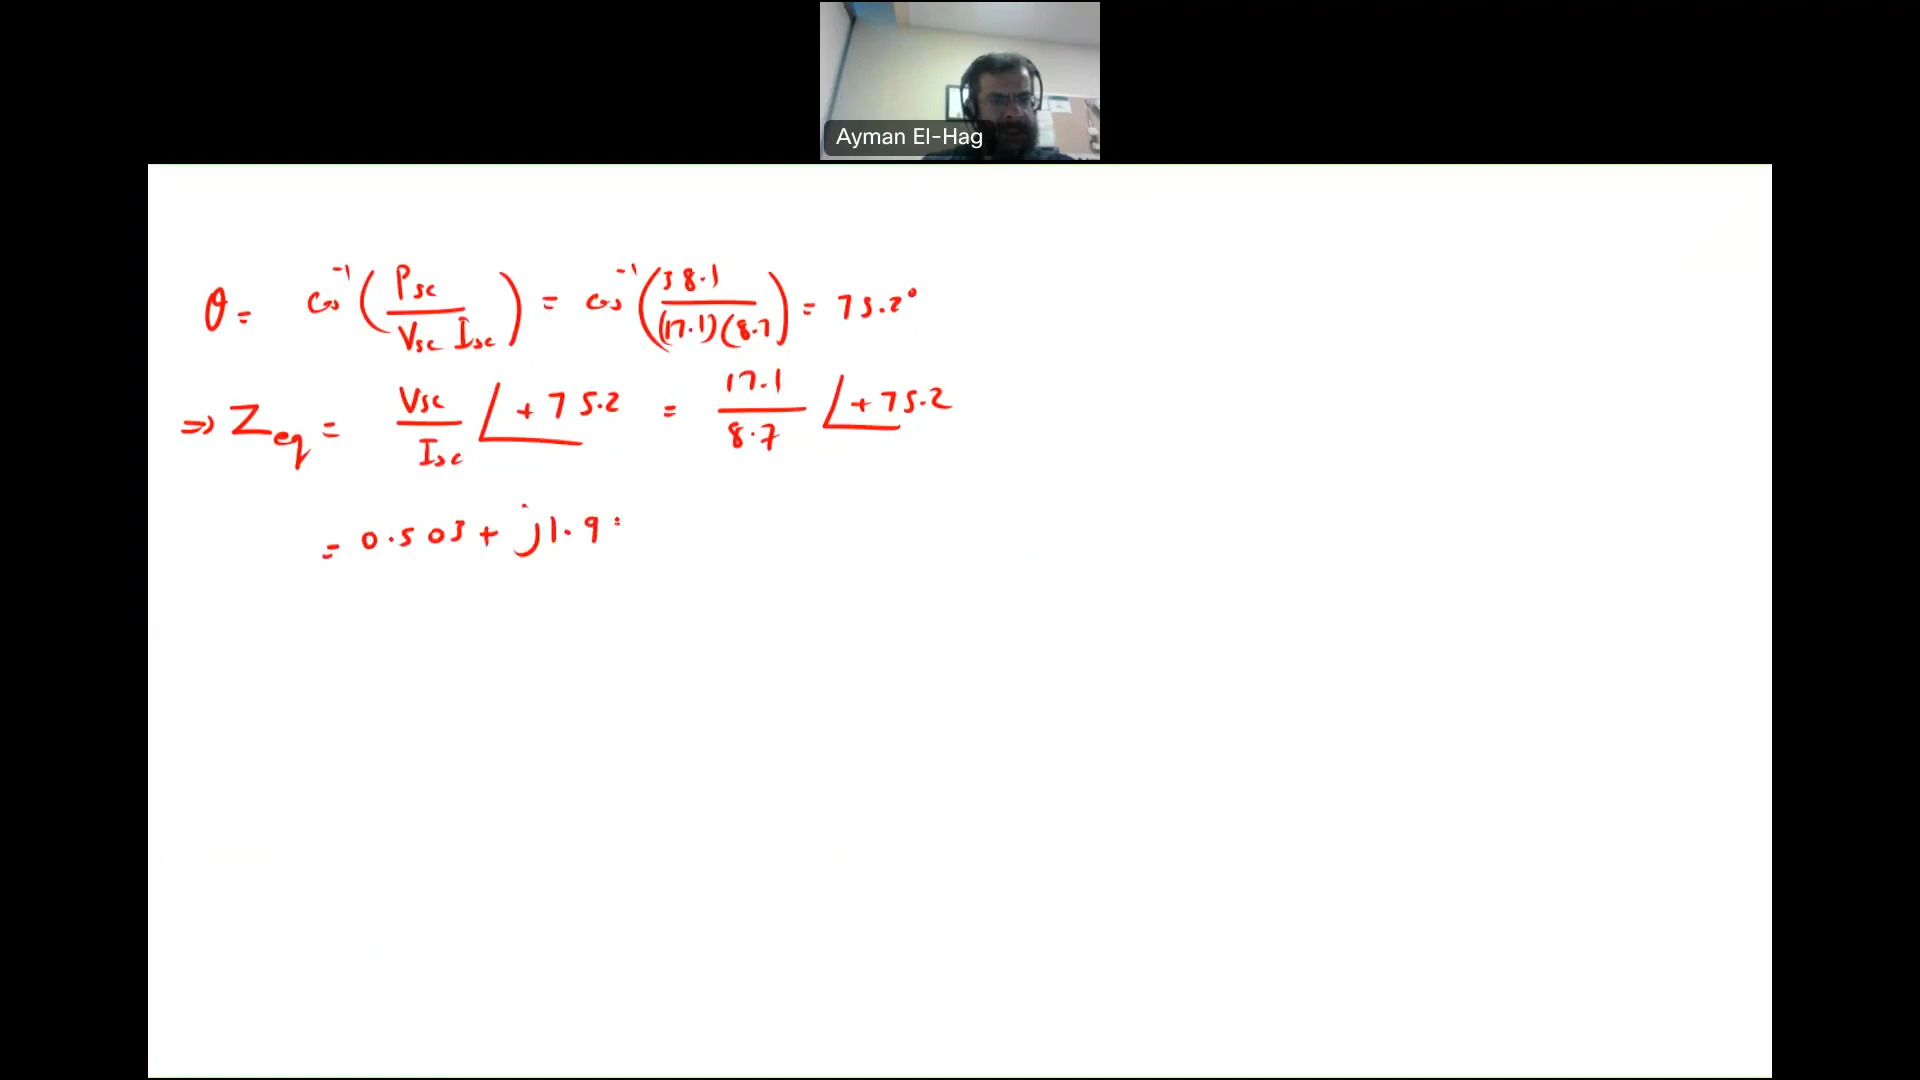 Ayman El-Hag
θ = cos⁻¹ (Psc / Vsc Isc) = cos⁻¹ (38.1 / (17.1)(8.7)) = 75.2°
⇒ Zeq = Vsc / Isc ∠+75.2 = 17.1 / 8.7 ∠+75.2
= 0.503 + j1.9